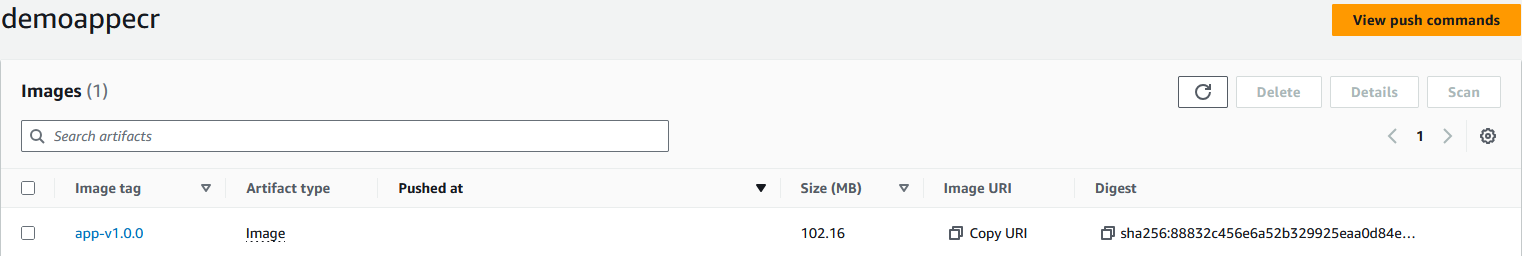 demoappecr
View push commands
Images (1)
Delete
Details
Scan
Search artifacts
1
Image tag Artifact type Pushed at Size (MB) Image URI Digest
app-v1.0.0 Image 102.16 Copy URI sha256:88832c456e6a52b329925eaa0d84e...